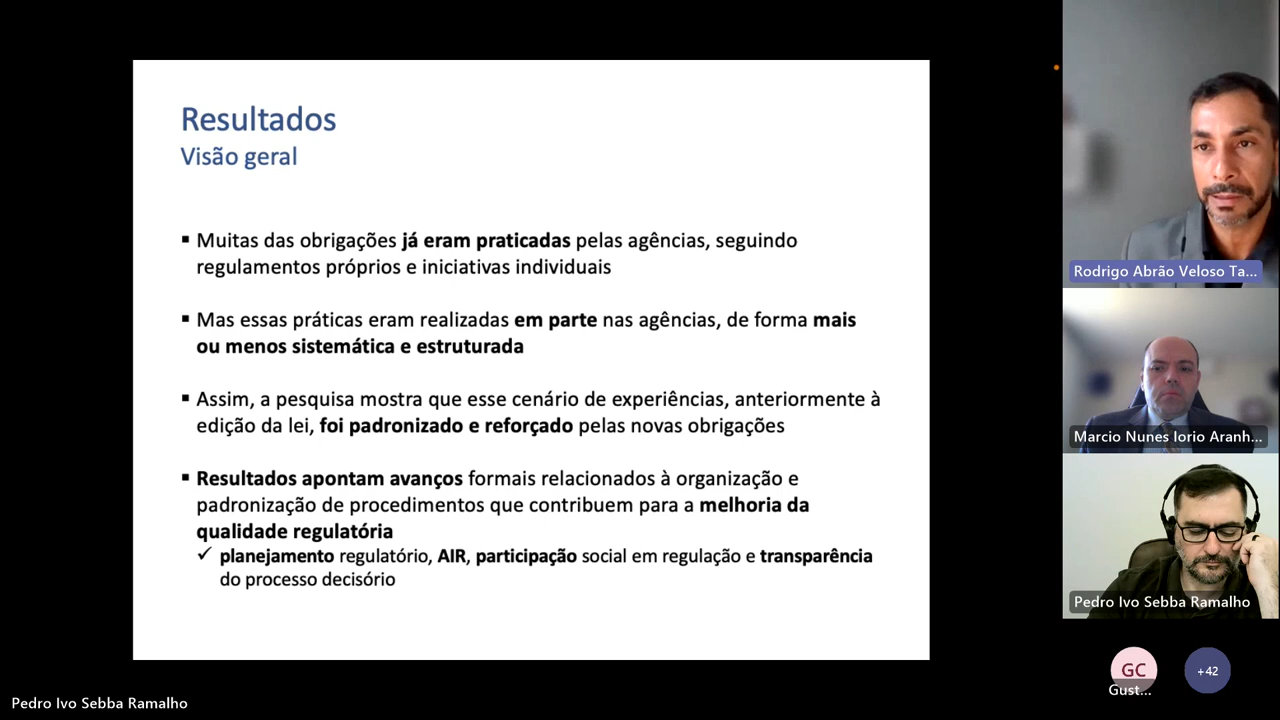 Resultados
Visão geral
▪ Muitas das obrigações já eram praticadas pelas agências, seguindo
regulamentos próprios e iniciativas individuais
▪ Mas essas práticas eram realizadas em parte nas agências, de forma mais
ou menos sistemática e estruturada
▪ Assim, a pesquisa mostra que esse cenário de experiências, anteriormente à
edição da lei, foi padronizado e reforçado pelas novas obrigações
▪ Resultados apontam avanços formais relacionados à organização e
padronização de procedimentos que contribuem para a melhoria da
qualidade regulatória
✓ planejamento regulatório, AIR, participação social em regulação e transparência
do processo decisório
Rodrigo Abrão Veloso Ta...
Marcio Nunes Iorio Aranh...
Pedro Ivo Sebba Ramalho
GC
Gust...
+42
Pedro Ivo Sebba Ramalho